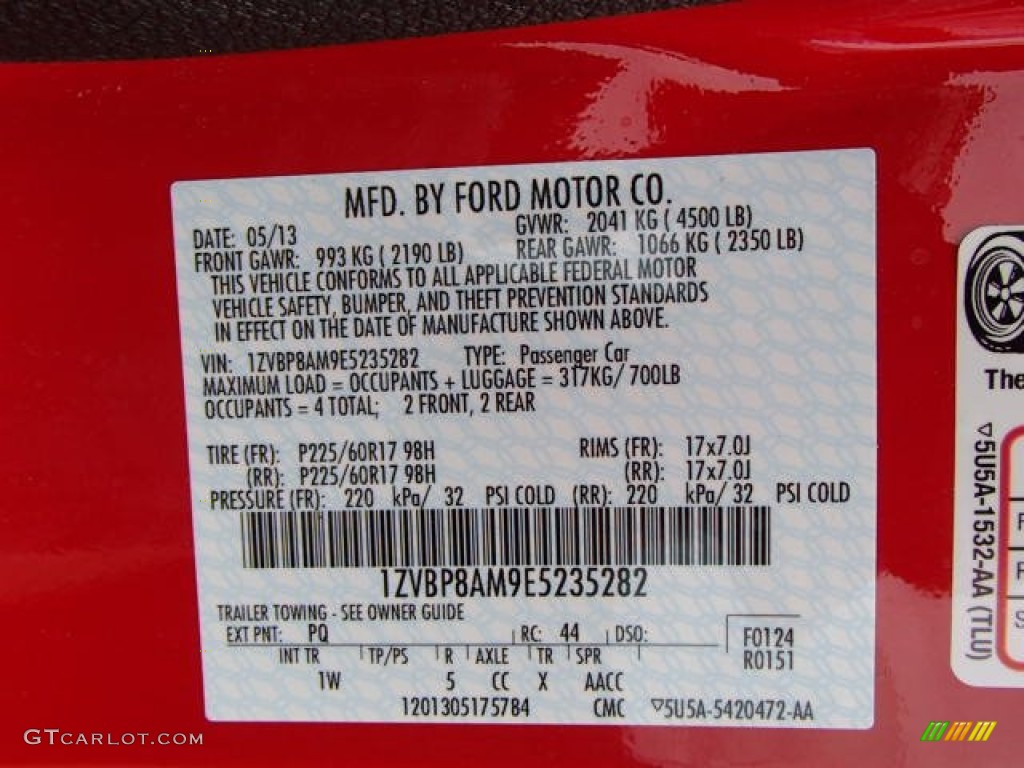 MFD. BY FORD MOTOR CO.
DATE: 05/13 GVWR: 2041 KG ( 4500 LB)
FRONT GAWR: 993 KG ( 2190 LB) REAR GAWR: 1066 KG ( 2350 LB)
THIS VEHICLE CONFORMS TO ALL APPLICABLE FEDERAL MOTOR
VEHICLE SAFETY, BUMPER, AND THEFT PREVENTION STANDARDS
IN EFFECT ON THE DATE OF MANUFACTURE SHOWN ABOVE.
VIN: 1ZVBP8AM9E5235282 TYPE: Passenger Car
MAXIMUM LOAD = OCCUPANTS + LUGGAGE = 317KG/ 700LB
OCCUPANTS = 4 TOTAL; 2 FRONT, 2 REAR
TIRE (FR): P225/60R17 98H RIMS (FR): 17x7.0J
(RR): P225/60R17 98H (RR): 17x7.0J
PRESSURE (FR): 220 kPa/ 32 PSI COLD (RR): 220 kPa/ 32 PSI COLD
1ZVBP8AM9E5235282
TRAILER TOWING - SEE OWNER GUIDE
EXT PNT: PQ RC: 44 DSO: F0124
INT TR TP/PS R AXLE TR SPR R0151
1W 5 CC X AACC
1201305175784 CMC ▽5U5A-5420472-AA
The
▽5U5A-1532-AA (TLU)
F
F
S
GTCARLOT.COM